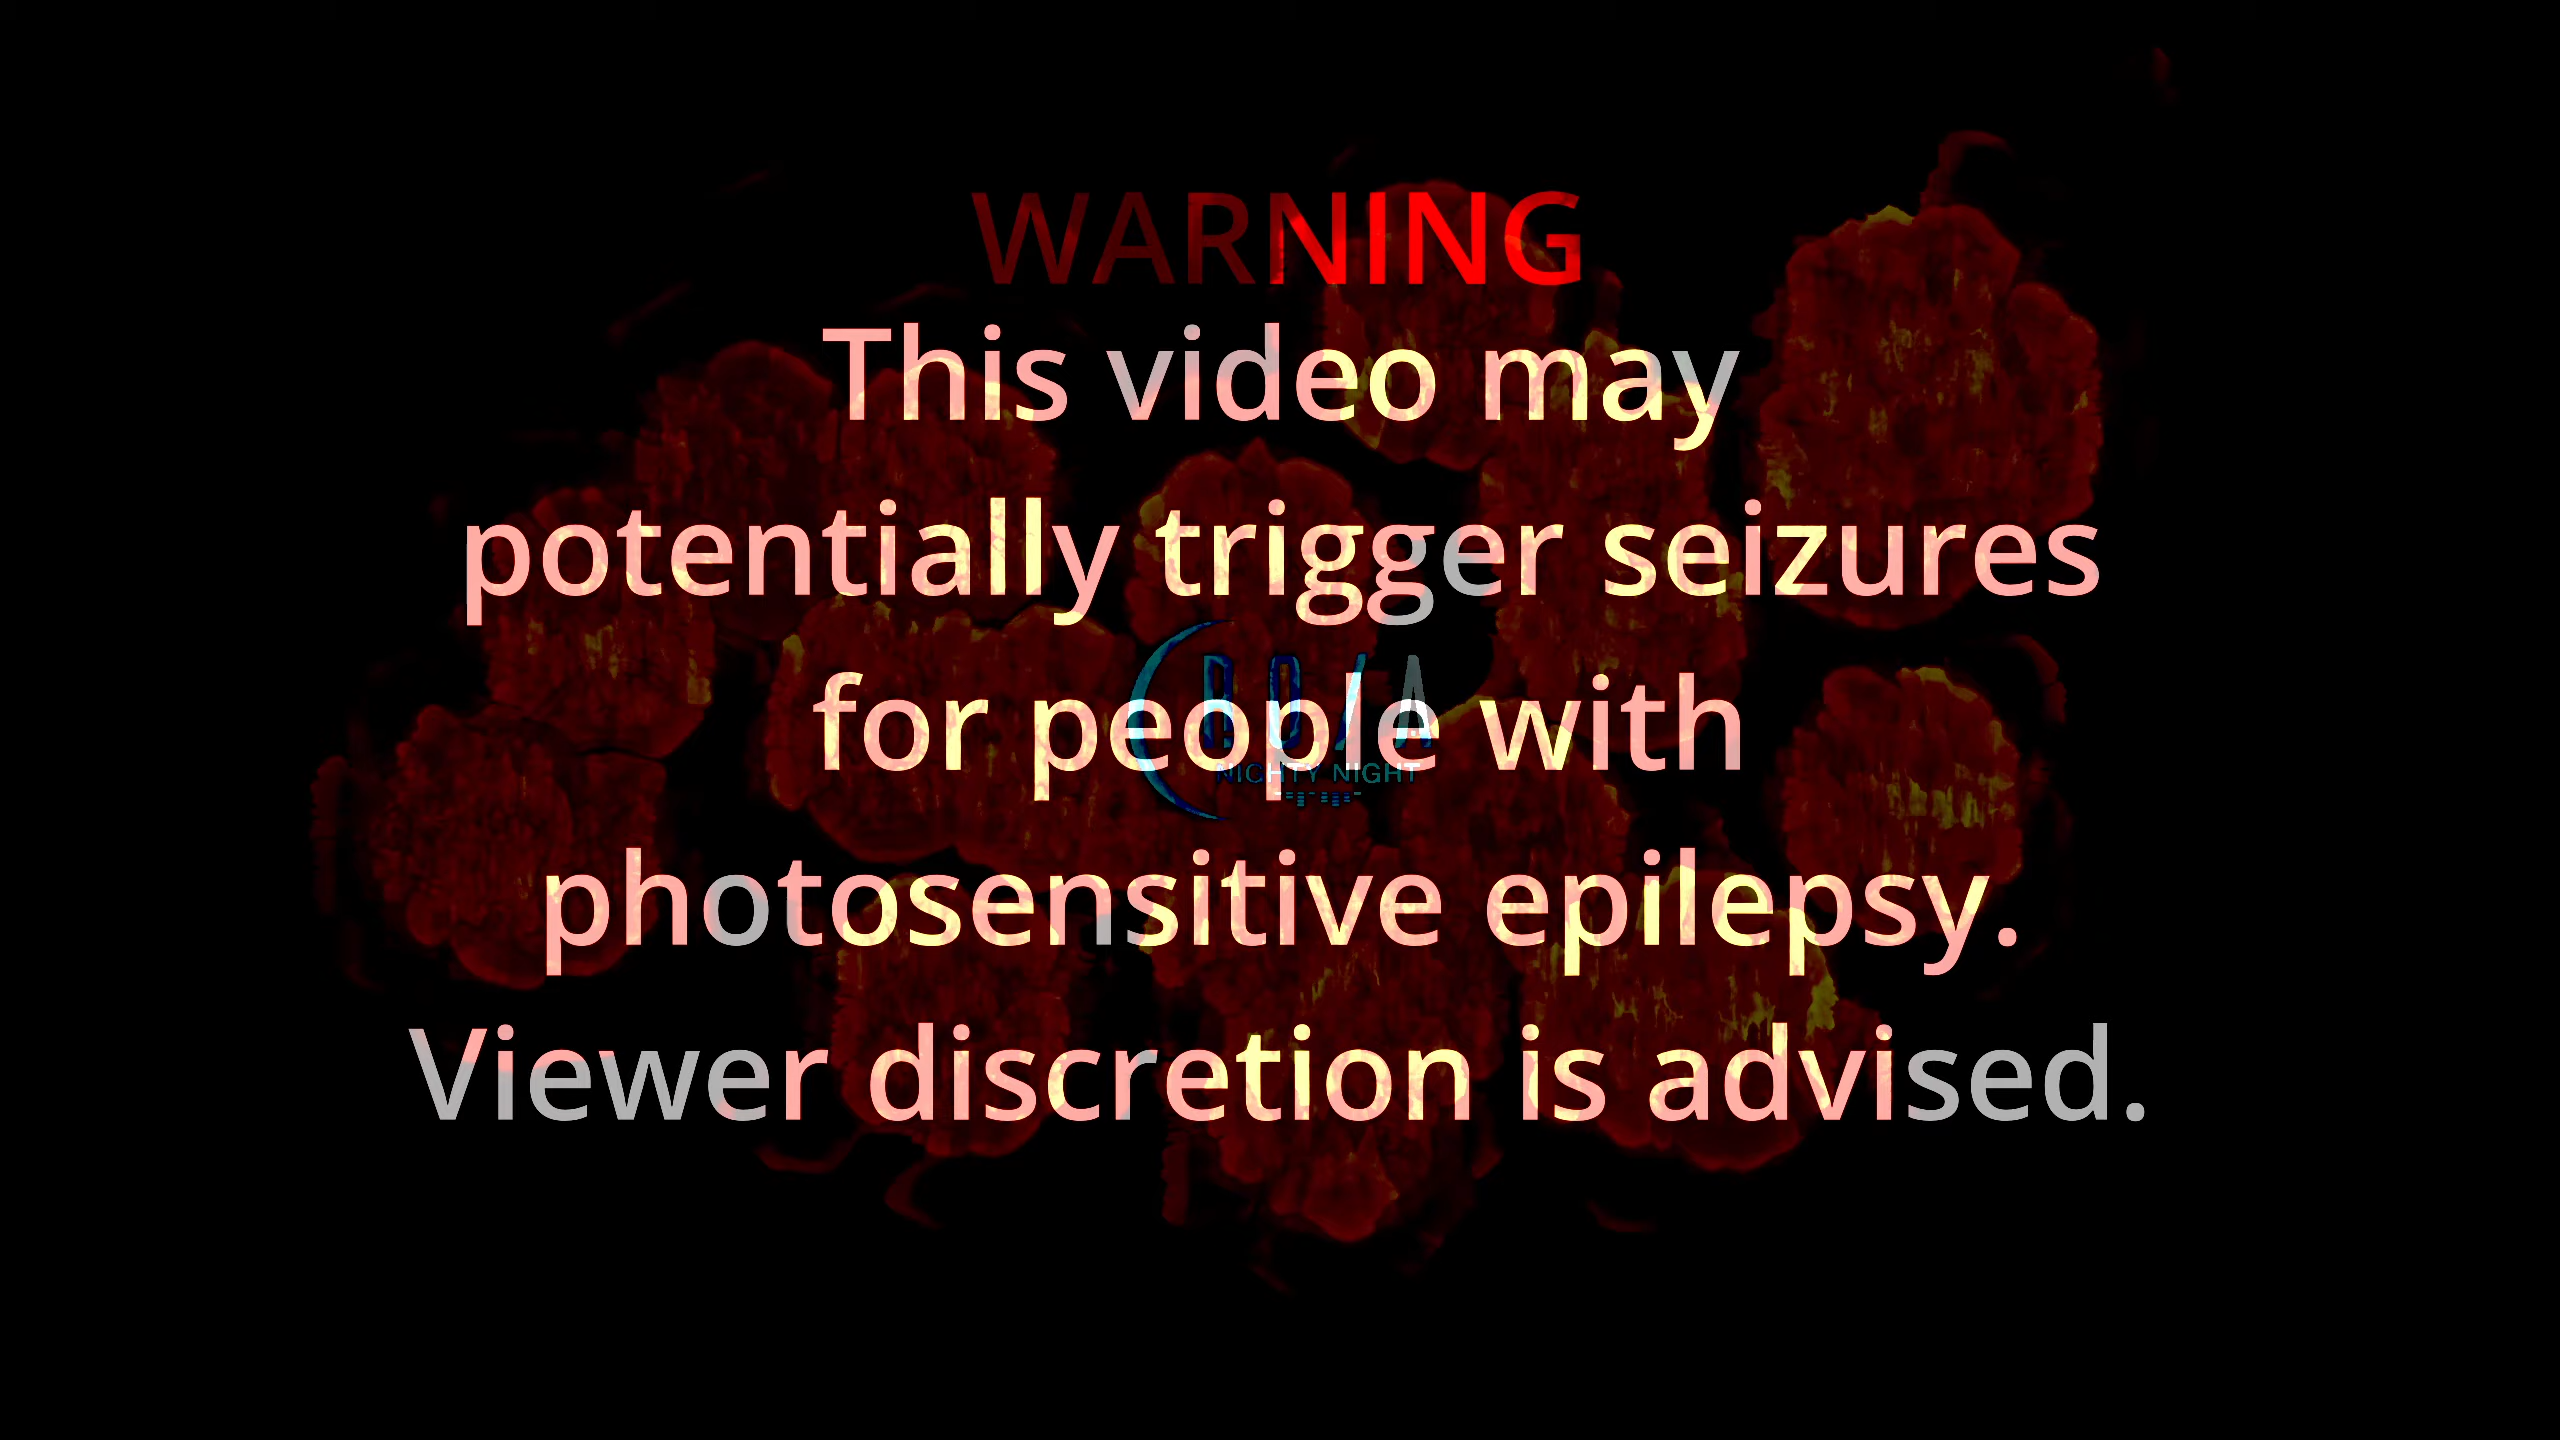 WARNING
This video may
potentially trigger seizures
for people with
NIGHTY NIGHT
photosensitive epilepsy.
Viewer discretion is advised.